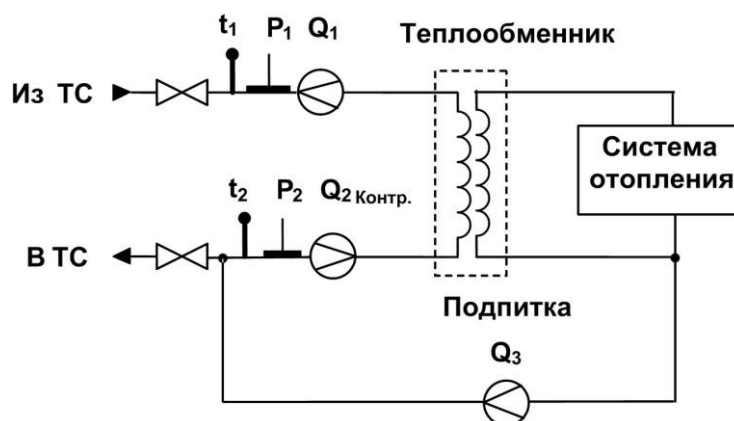 t1 P1 Q1 Теплообменник
Из ТС
Система
отопления
t2 P2 Q2 Контр.
В ТС
Подпитка
Q3